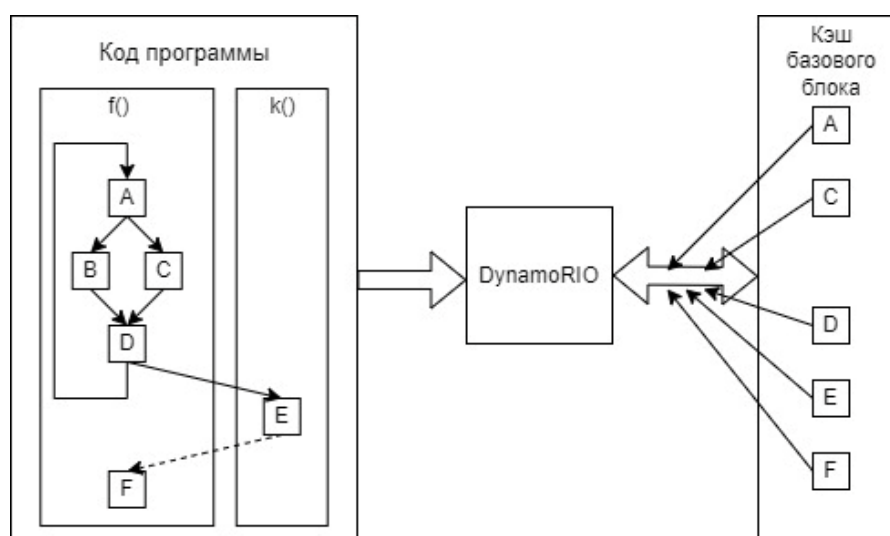 Код программы
f()
k()
A
B
C
D
E
F
DynamoRIO
Кэш
базового
блока
A
C
D
E
F